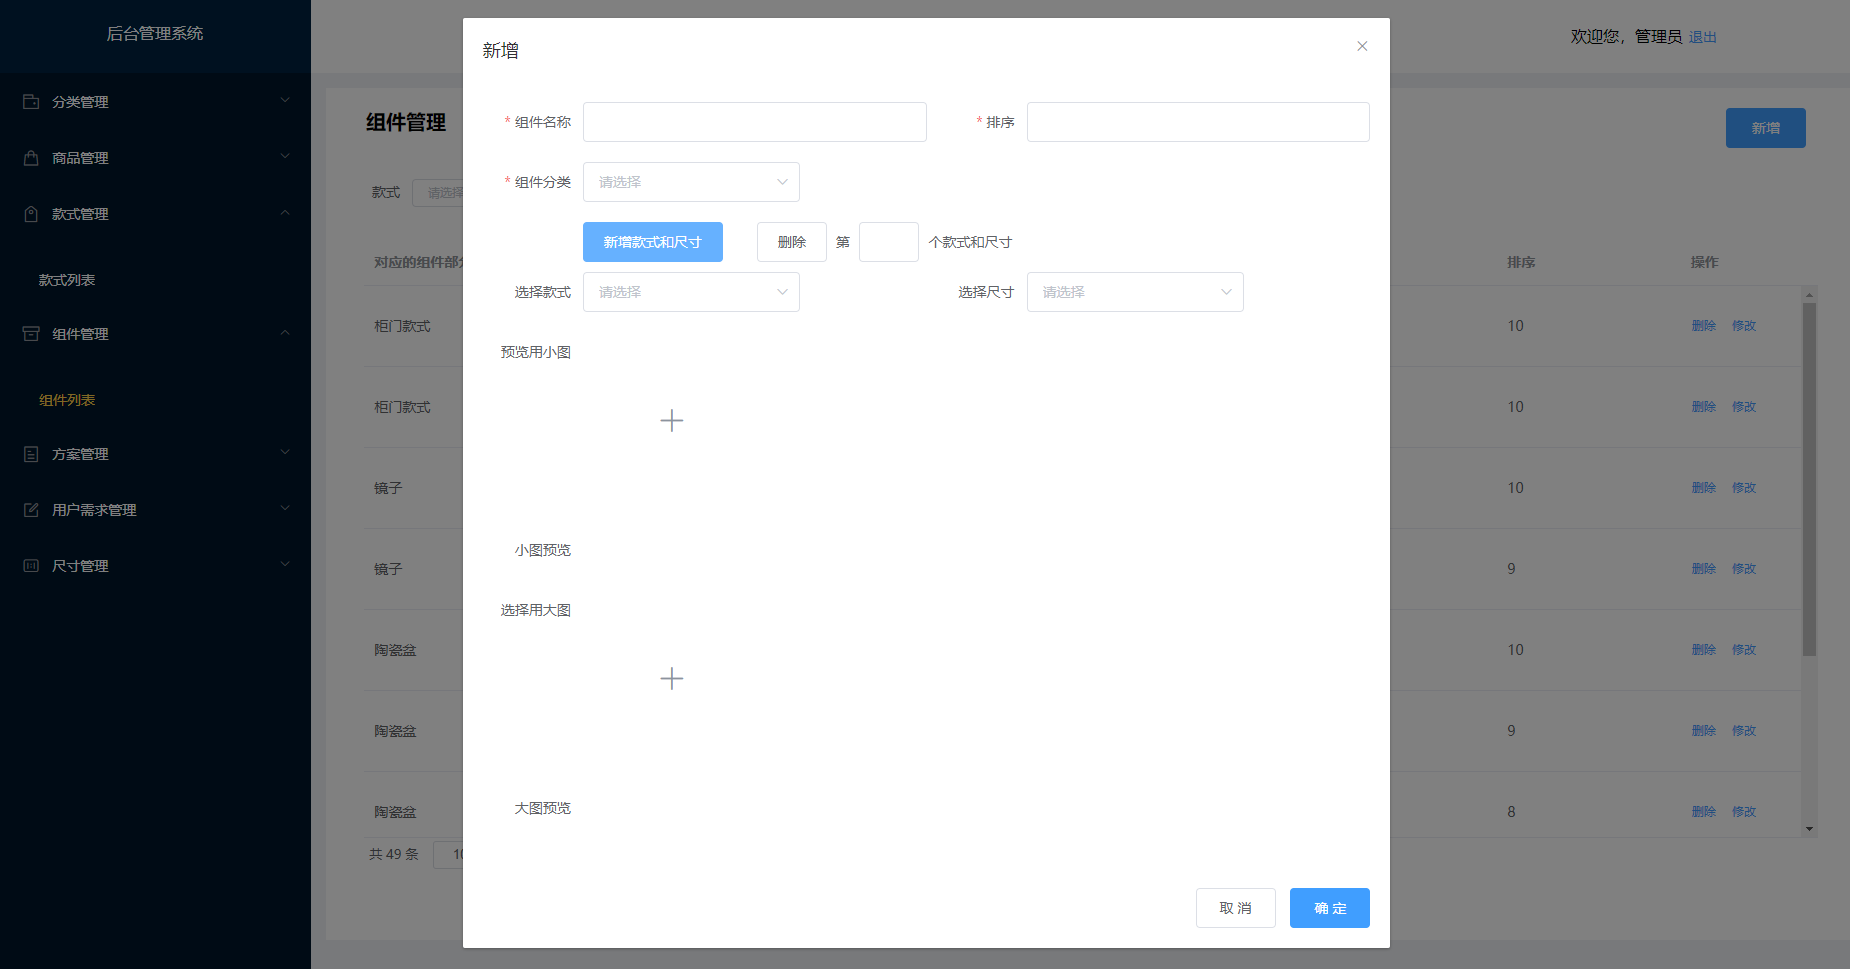 后台管理系统
欢迎您，管理员 退出
分类管理
商品管理
款式管理
款式列表
组件管理
组件列表
方案管理
用户需求管理
尺寸管理
组件管理
新增
款式 请选择
对应的组件部 排序 操作
柜门款式 10 删除 修改
柜门款式 10 删除 修改
镜子 10 删除 修改
镜子 9 删除 修改
陶瓷盆 10 删除 修改
陶瓷盆 9 删除 修改
陶瓷盆 8 删除 修改
共 49 条 10
新增
* 组件名称 * 排序
* 组件分类 请选择
新增款式和尺寸 删除 第 个款式和尺寸
选择款式 请选择 选择尺寸 请选择
预览用小图
小图预览
选择用大图
大图预览
取 消 确 定